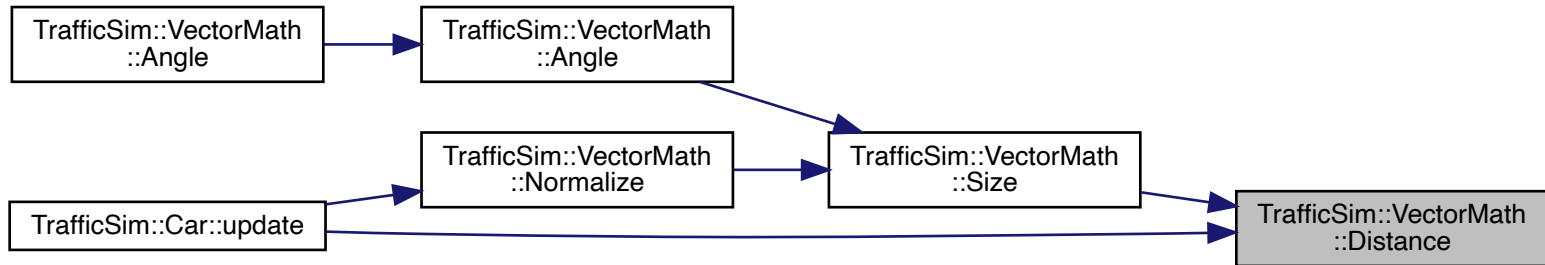 TrafficSim::VectorMath
::Angle
TrafficSim::VectorMath
::Angle
TrafficSim::VectorMath
::Normalize
TrafficSim::VectorMath
::Size
TrafficSim::Car::update
TrafficSim::VectorMath
::Distance